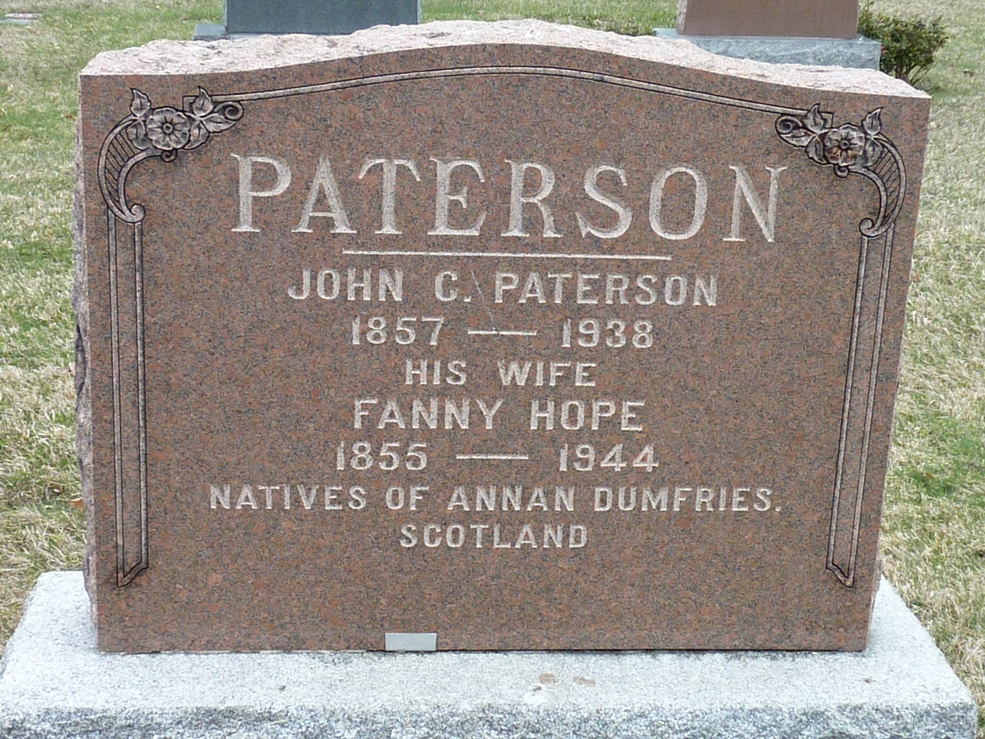 PATERSON
JOHN C. PATERSON
1857 — 1938
HIS WIFE
FANNY HOPE
1855 — 1944
NATIVES OF ANNAN DUMFRIES.
SCOTLAND